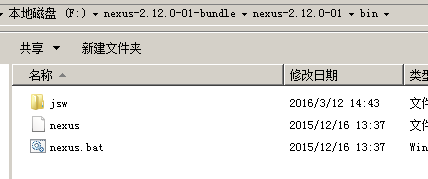 本地磁盘 (F:) ▸ nexus-2.12.0-01-bundle ▸ nexus-2.12.0-01 ▸ bin ▸
共享 ▼ 新建文件夹
名称 修改日期 类
jsw 2016/3/12 14:43 文
nexus 2015/12/16 13:37 文
nexus.bat 2015/12/16 13:37 Win